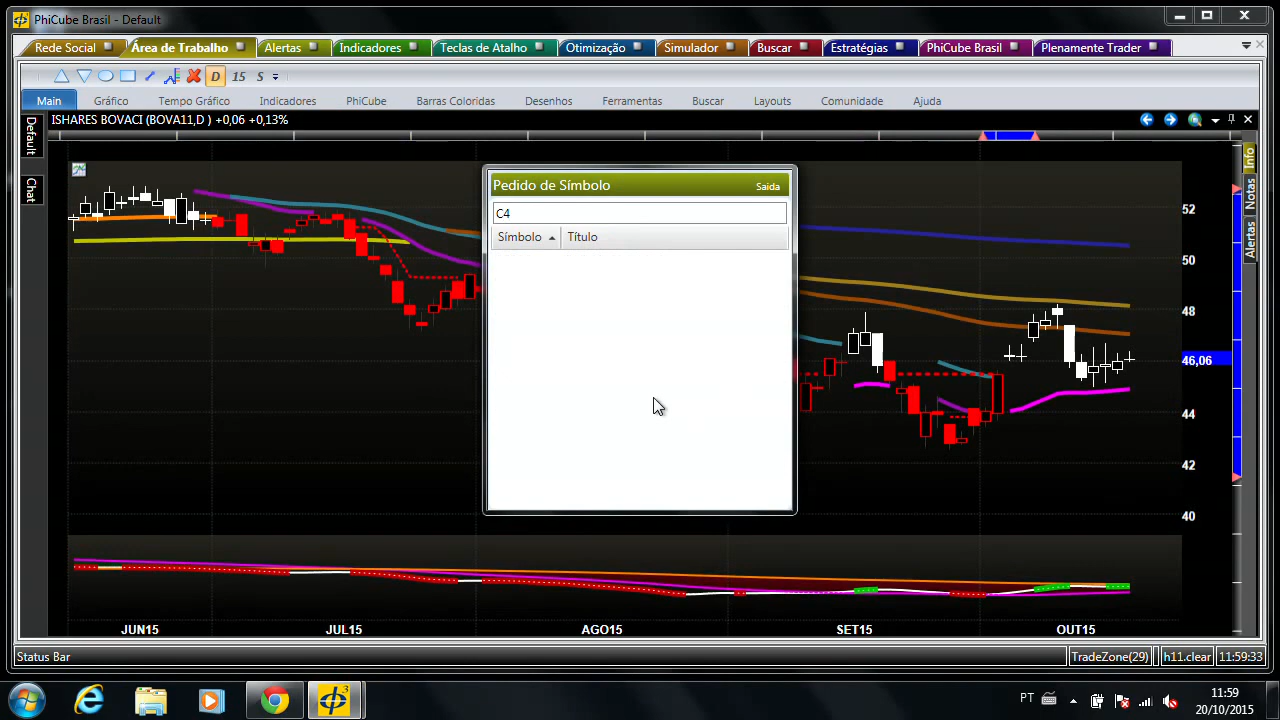 PhiCube Brasil - Default
Rede Social Área de Trabalho Alertas Indicadores Teclas de Atalho Otimização Simulador Buscar Estratégias PhiCube Brasil Plenamente Trader
D 15 S
Main Gráfico Tempo Gráfico Indicadores PhiCube Barras Coloridas Desenhos Ferramentas Buscar Layouts Comunidade Ajuda
ISHARES BOVACI (BOVA11,D ) +0,06 +0,13%
Default
Chat
Info
Notas
Alertas
Pedido de Símbolo Saida
C4
Símbolo Título
52
50
48
46,06
44
42
40
JUN15 JUL15 AGO15 SET15 OUT15
Status Bar TradeZone(29) h11.clear 11:59:33
PT 11:59
20/10/2015